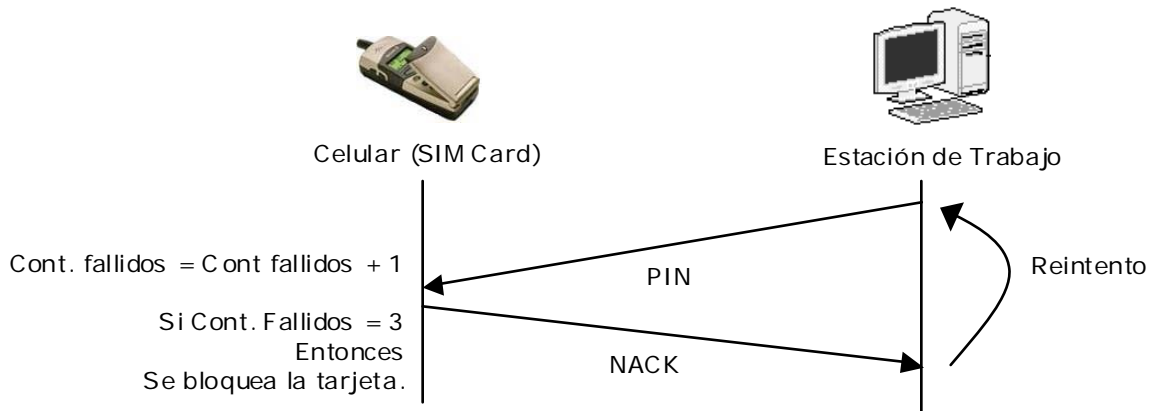 Celular (SIM Card)
Estación de Trabajo
Cont. fallidos = Cont fallidos + 1
PIN
Reintento
Si Cont. Fallidos = 3
Entonces
Se bloquea la tarjeta.
NACK